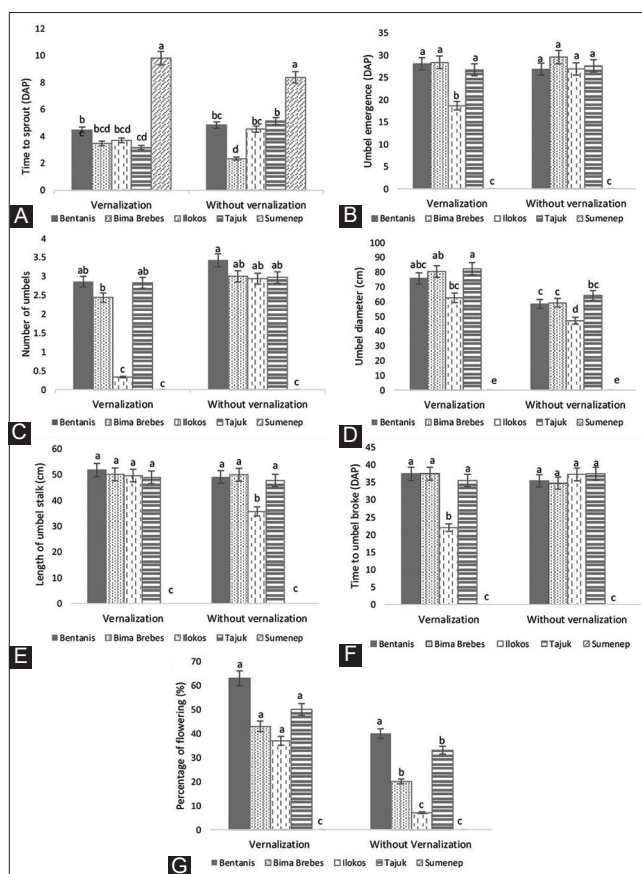 12
10
8
6
4
2
0
Time to sprout (DAP)
b
c
bcd
bcd
cd
a
bc
d
c
b
a
Vernalization Without vernalization
Bentanis Bima Brebes Ilokos Tajuk Sumenep
A
35
30
25
20
15
10
5
0
Umbel emergence (DAP)
a a b a c a a a a c
Vernalization Without vernalization
Bentanis Bima Brebes Ilokos Tajuk Sumenep
B
4
3.5
3
2.5
2
1.5
1
0.5
0
Number of umbels
ab b c ab c a ab ab ab c
Vernalization Without vernalization
Bentanis Bima Brebes Ilokos Tajuk Sumenep
C
90
80
70
60
50
40
30
20
10
0
Umbel diameter (cm)
abc ab bc a e c c d bc e
Vernalization Without vernalization
Bentanis Bima Brebes Ilokos Tajuk Sumenep
D
60
50
40
30
20
10
0
Length of umbel stalk (cm)
a a a a c a a b a c
Vernalization Without vernalization
Bentanis Bima Brebes Ilokos Tajuk Sumenep
E
40
35
30
25
20
15
10
5
0
Time to umbel broke (DAP)
a a b a c a a a a c
Vernalization Without vernalization
Bentanis Bima Brebes Ilokos Tajuk Sumenep
F
70
60
50
40
30
20
10
0
Percentage of flowering (%)
a a a a c a b c b c
Vernalization Without Vernalization
Bentanis Bima Brebes Ilokos Tajuk Sumenep
G